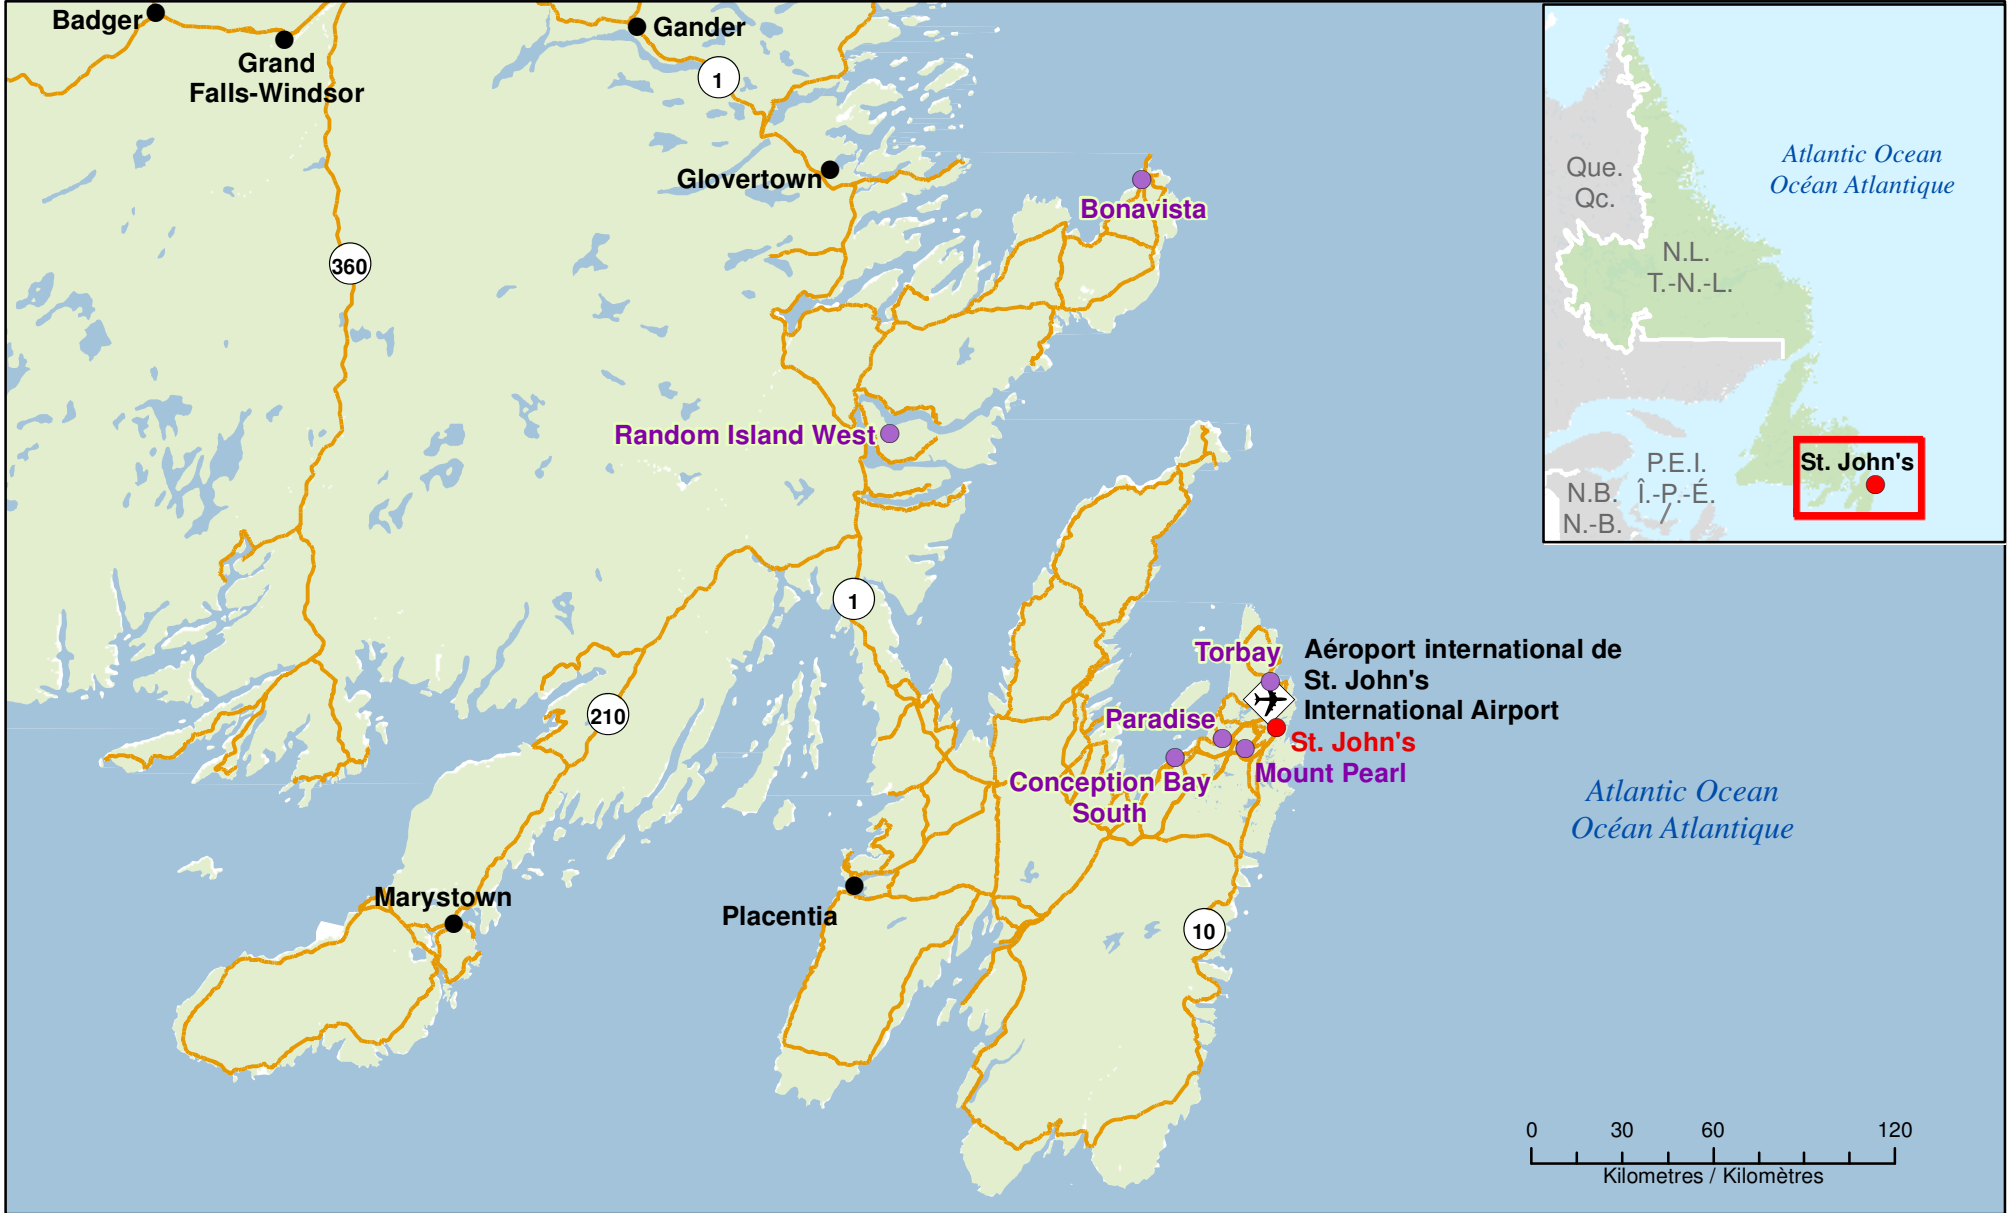 Badger
Grand
Falls-Windsor
Gander
1
Glovertown
360
Bonavista
Random Island West
1
210
Torbay
Aéroport international de
St. John's
International Airport
Paradise
St. John's
Mount Pearl
Conception Bay
South
Marystown
Placentia
10
Atlantic Ocean
Océan Atlantique
0 30 60 120
Kilometres / Kilomètres
Atlantic Ocean
Océan Atlantique
Que.
Qc.
N.L.
T.-N.-L.
St. John's
P.E.I.
Î.-P.-É.
N.B.
N.-B.